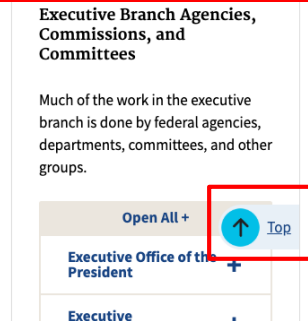 Executive Branch Agencies,
Commissions, and
Committees
Much of the work in the executive
branch is done by federal agencies,
departments, committees, and other
groups.
Open All +
Top
Executive Office of the
President +
Executive